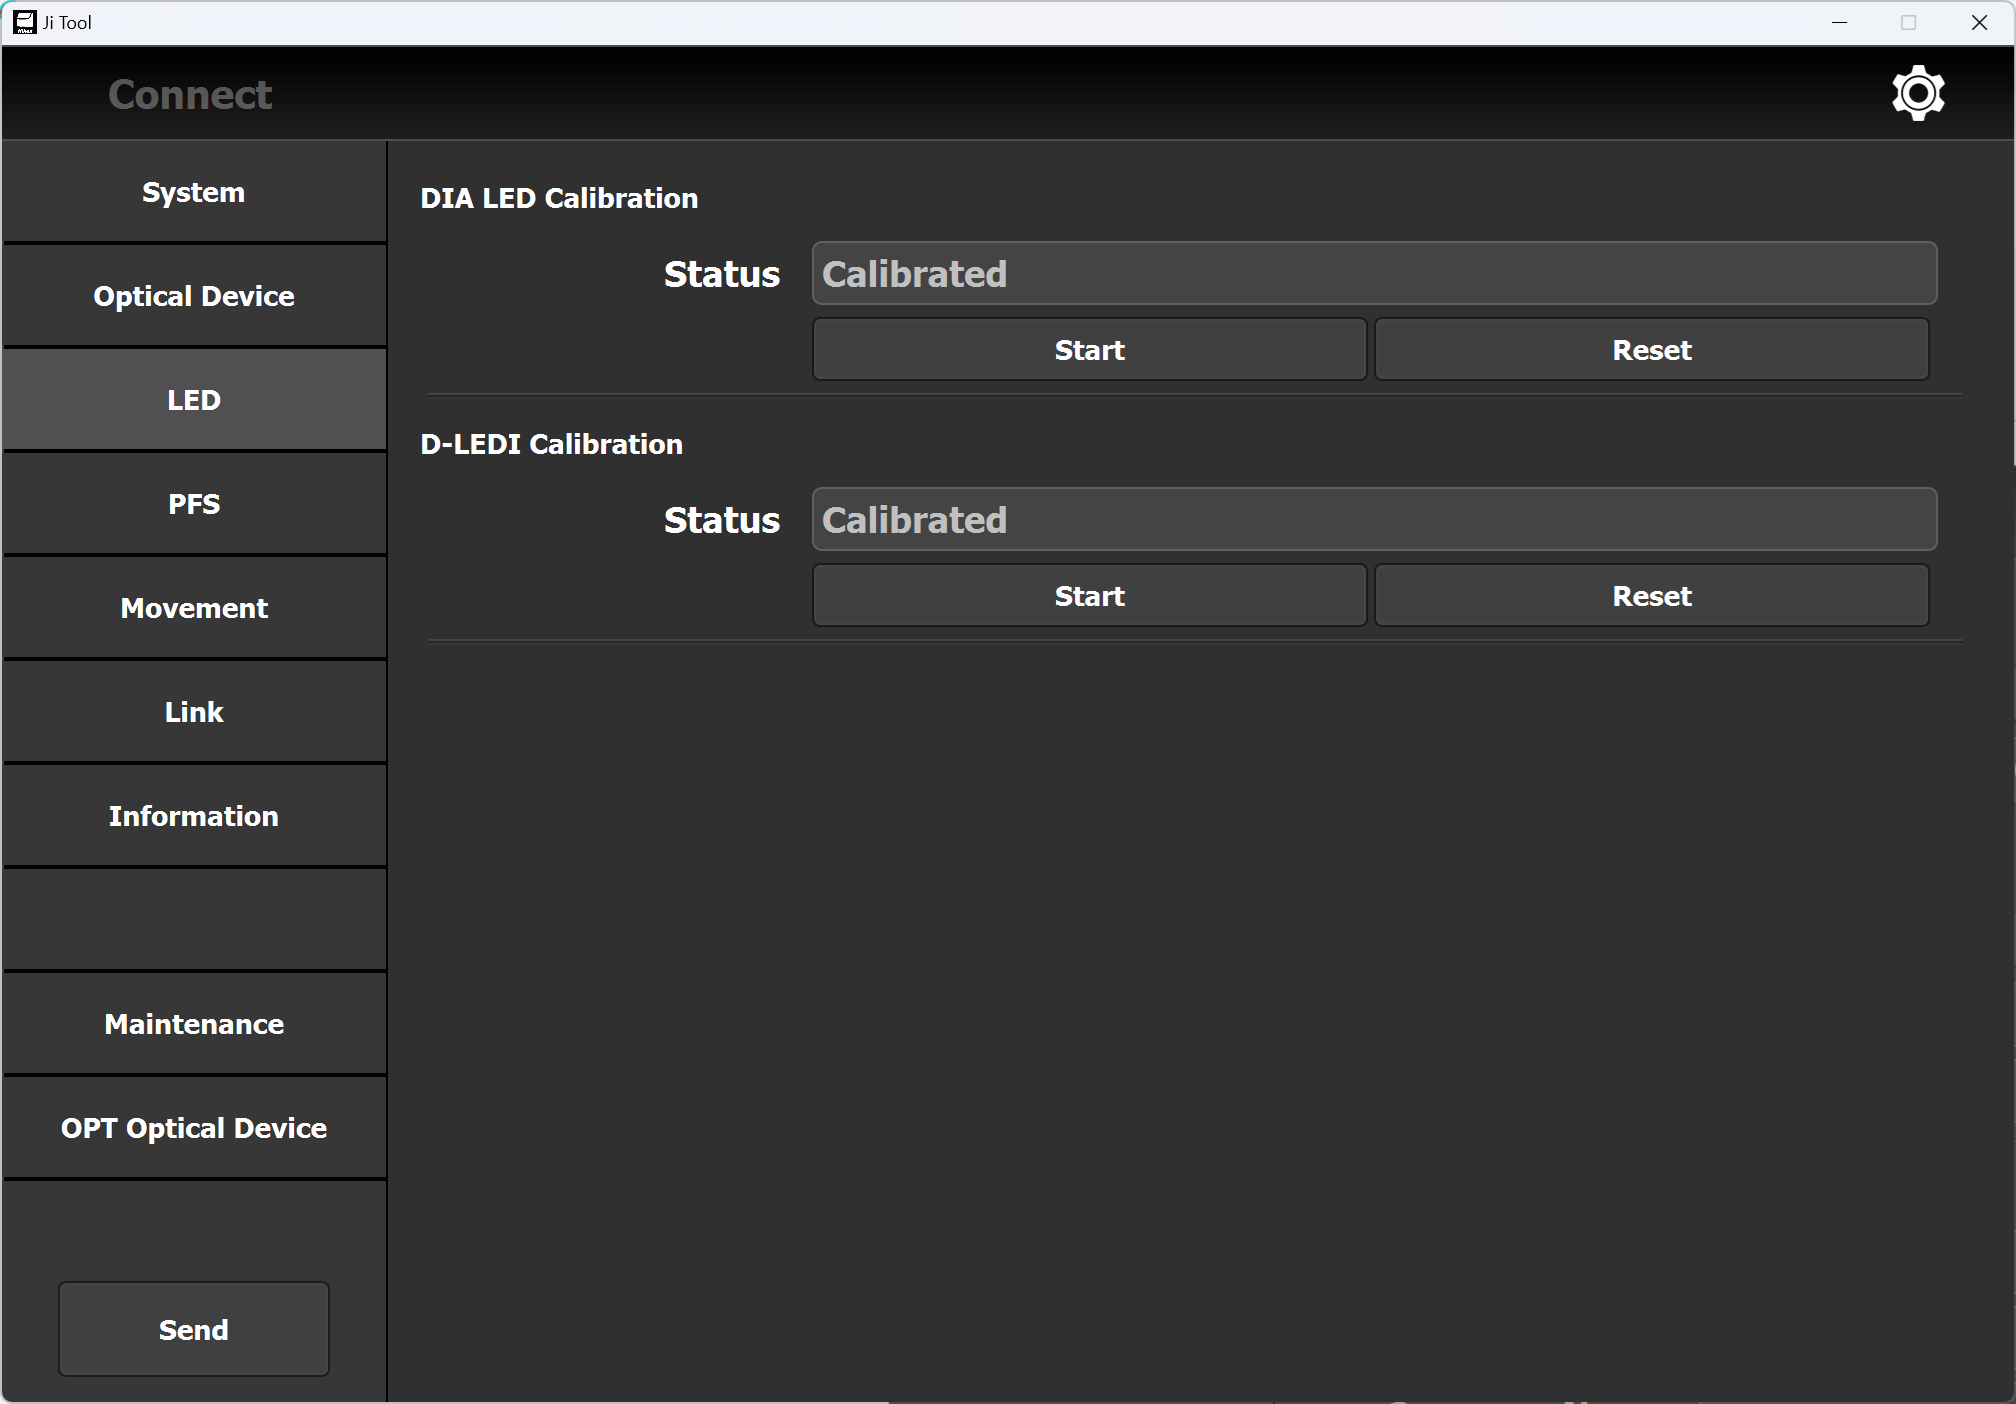 Ji Tool
Connect
System
Optical Device
LED
PFS
Movement
Link
Information
Maintenance
OPT Optical Device
Send
DIA LED Calibration
Status Calibrated
Start Reset
D-LEDI Calibration
Status Calibrated
Start Reset